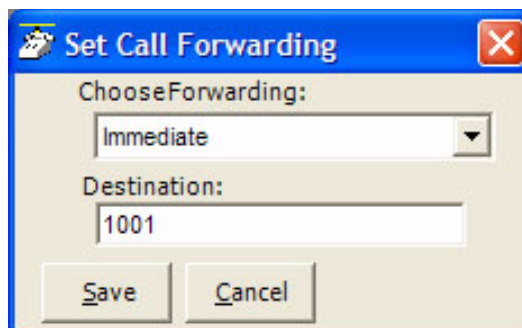 Set Call Forwarding
ChooseForwarding:
Immediate
Destination:
1001
Save Cancel